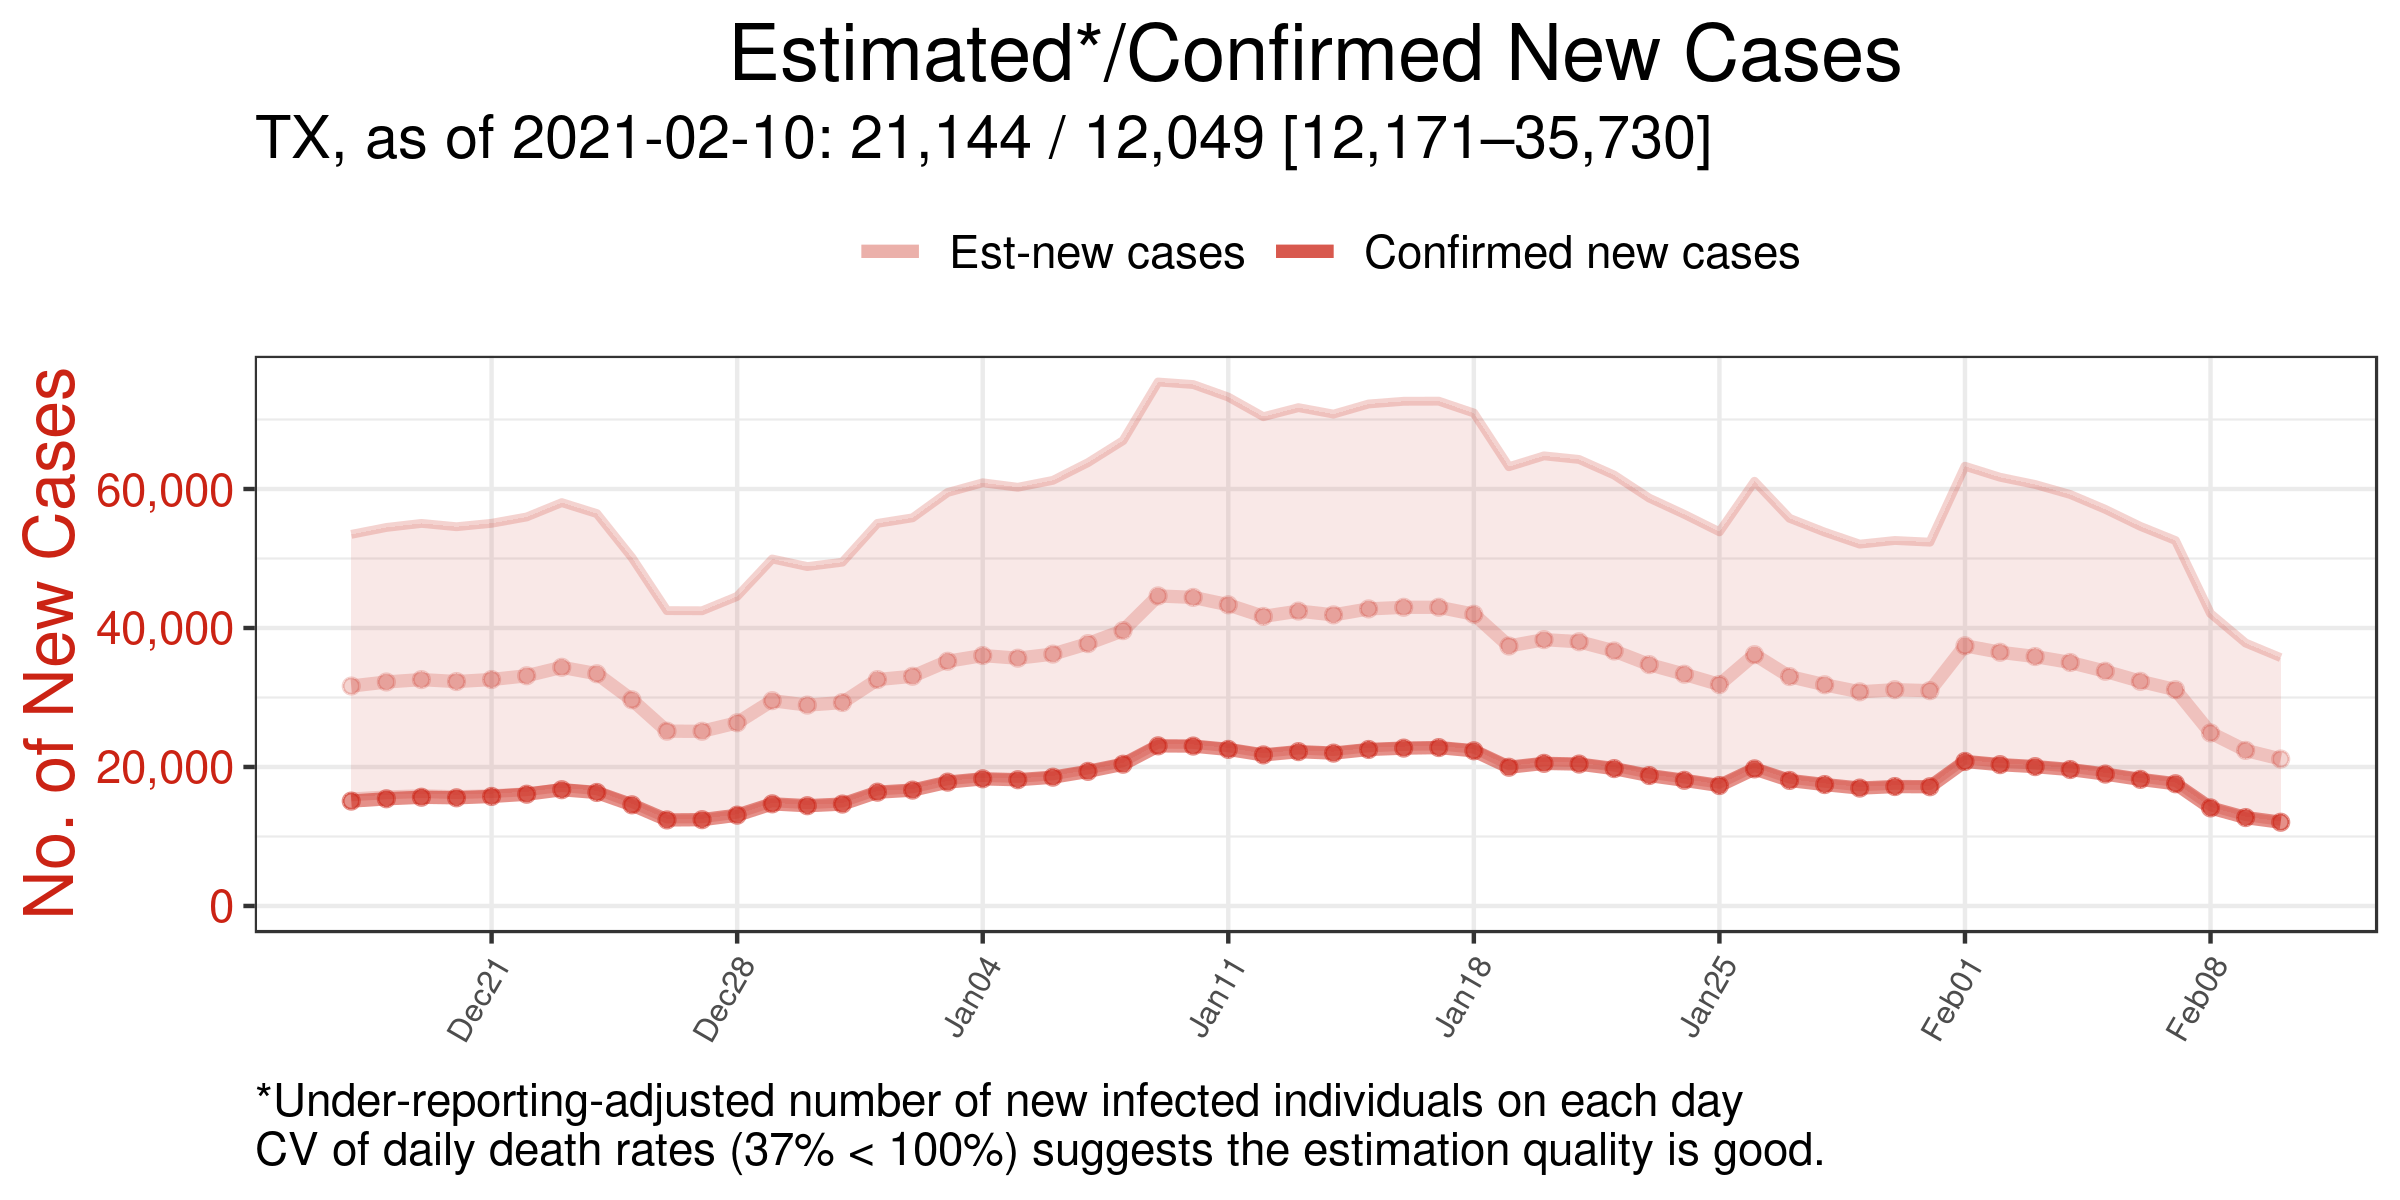 Estimated*/Confirmed New Cases
TX, as of 2021-02-10: 21,144 / 12,049 [12,171–35,730]
Est-new cases
Confirmed new cases
No. of New Cases
60,000
40,000
20,000
0
Dec21
Dec28
Jan04
Jan11
Jan18
Jan25
Feb01
Feb08
*Under-reporting-adjusted number of new infected individuals on each day
CV of daily death rates (37% < 100%) suggests the estimation quality is good.